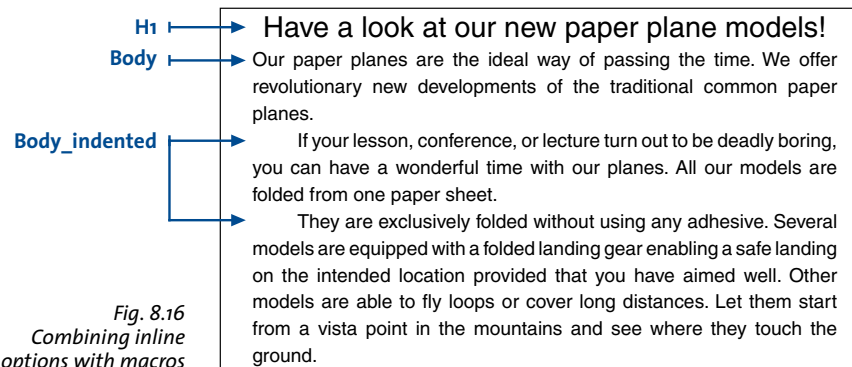 H1
Have a look at our new paper plane models!
Body
Our paper planes are the ideal way of passing the time. We offer
revolutionary new developments of the traditional common paper
planes.
Body_indented
If your lesson, conference, or lecture turn out to be deadly boring,
you can have a wonderful time with our planes. All our models are
folded from one paper sheet.
They are exclusively folded without using any adhesive. Several
models are equipped with a folded landing gear enabling a safe landing
on the intended location provided that you have aimed well. Other
models are able to fly loops or cover long distances. Let them start
from a vista point in the mountains and see where they touch the
ground.
Fig. 8.16
Combining inline
options with macros